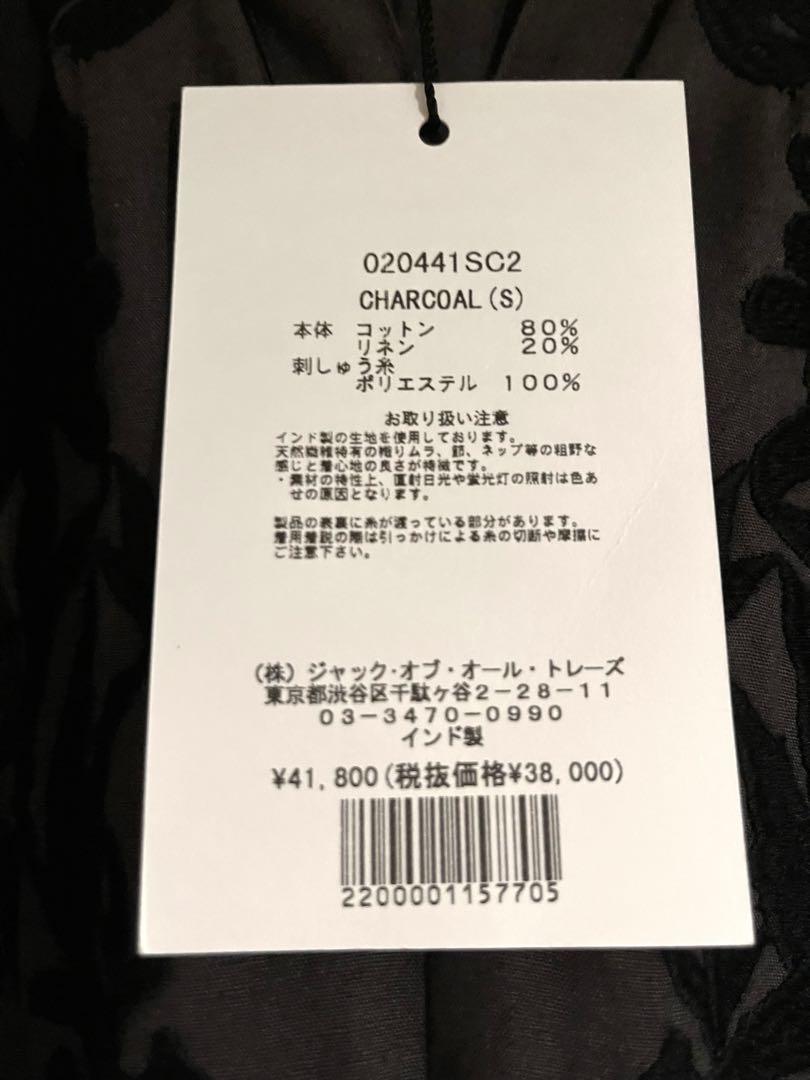 020441SC2
CHARCOAL(S)
本体 コットン 80%
リネン 20%
刺しゅう糸
ポリエステル 100%
お取り扱い注意
インド製の生地を使用しております。
天然繊維特有の織りムラ、節、ネップ等の粗野な
感じと着心地の良さが特徴です。
・素材の特性上、直射日光や蛍光灯の照射は色あ
せの原因となります。
製品の表裏に糸が渡っている部分があります。
着用着脱の際は引っかけによる糸の切断や摩擦に
ご注意下さい。
(株)ジャック・オブ・オール・トレーズ
東京都渋谷区千駄ヶ谷2-28-11
03-3470-0990
インド製
¥41,800(税抜価格¥38,000)
2200001157705